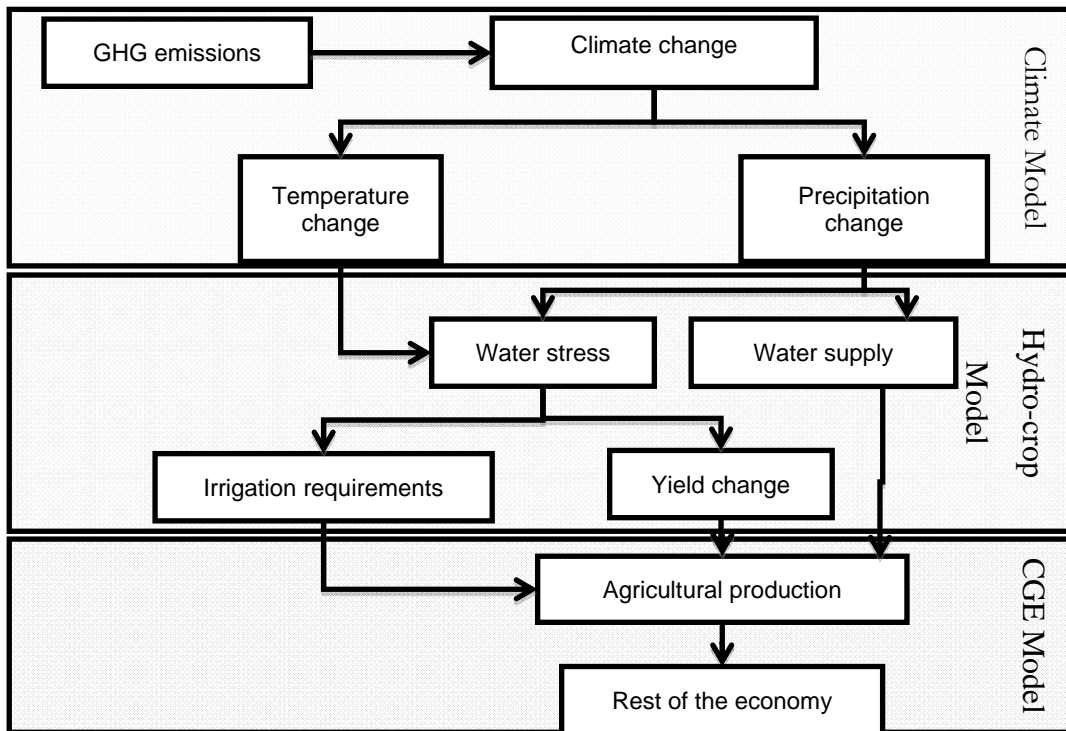 GHG emissions
Climate change
Temperature
change
Precipitation
change
Climate Model
Water stress
Water supply
Hydro-crop
Model
Irrigation requirements
Yield change
Agricultural production
Rest of the economy
CGE Model